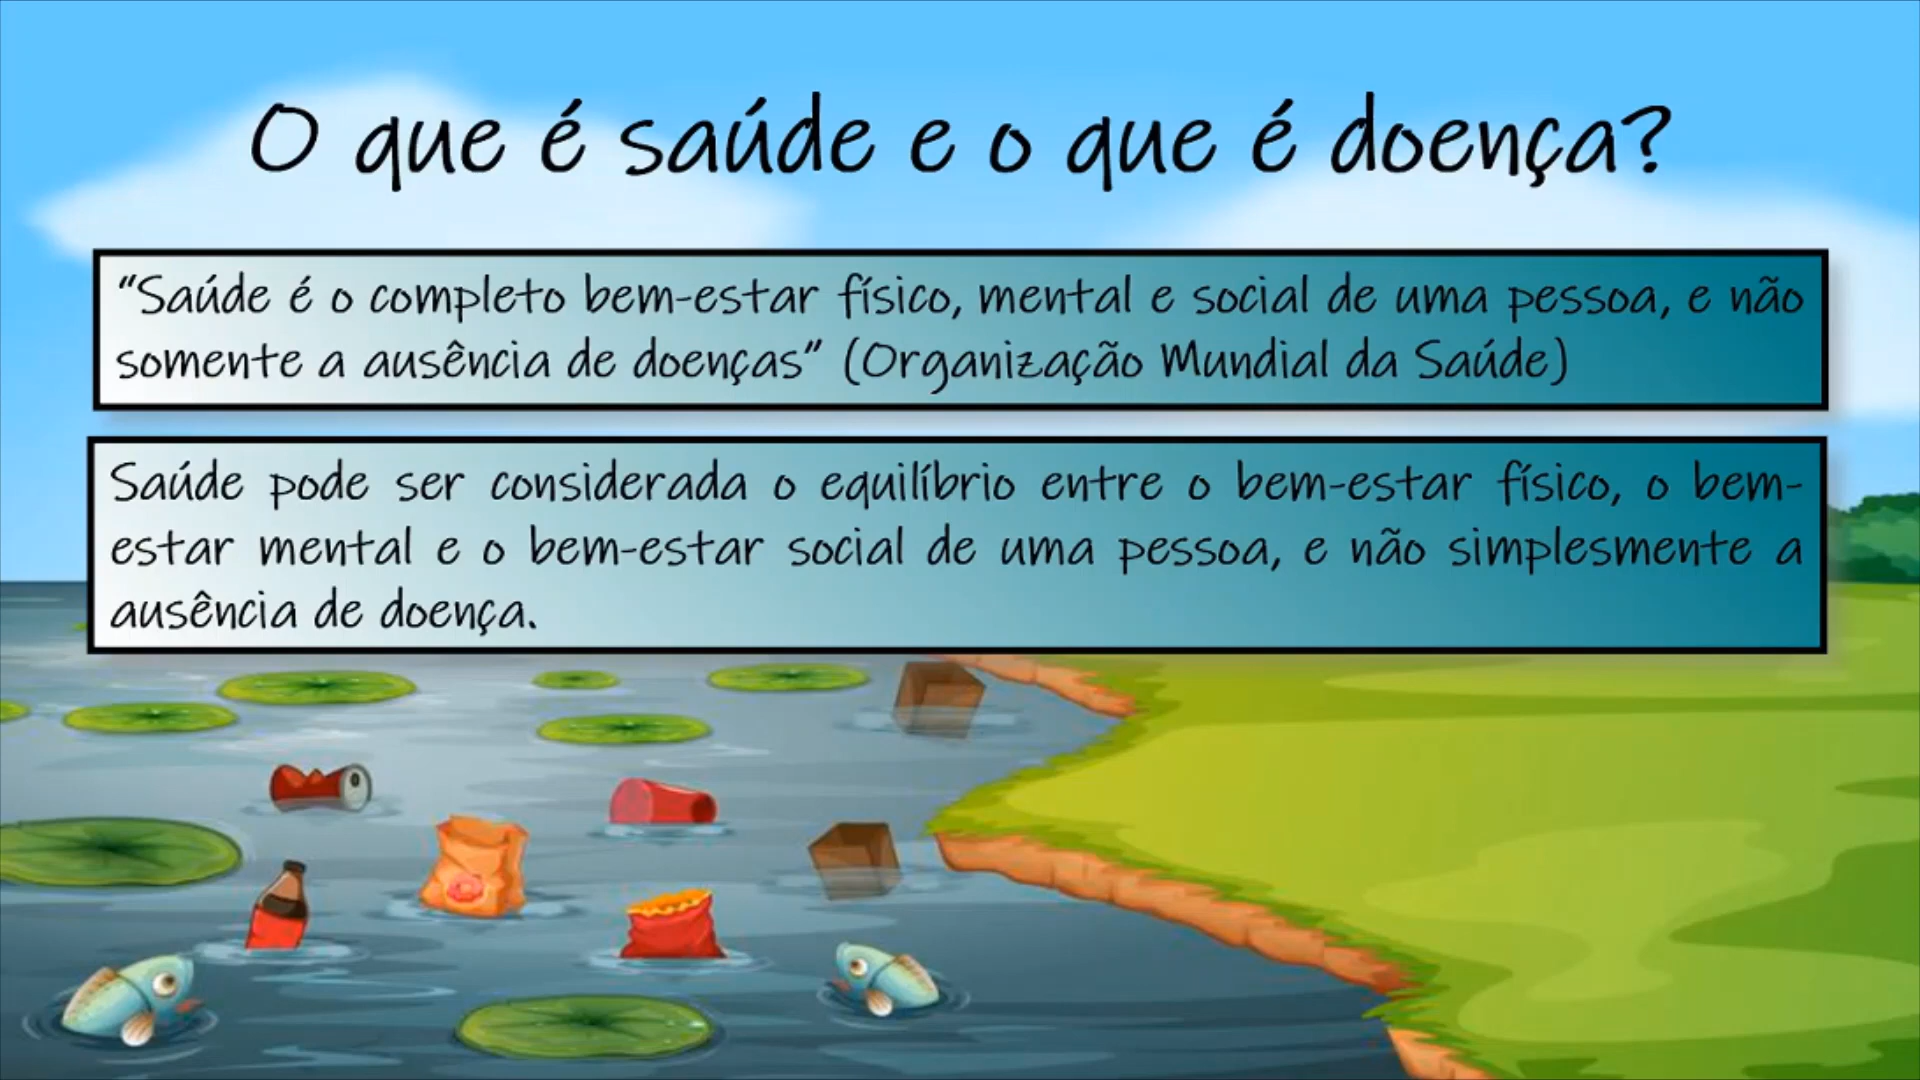 O que é saúde e o que é doença?
“Saúde é o completo bem-estar físico, mental e social de uma pessoa, e não
somente a ausência de doenças” (Organização Mundial da Saúde)
Saúde pode ser considerada o equilíbrio entre o bem-estar físico, o bem-
estar mental e o bem-estar social de uma pessoa, e não simplesmente a
ausência de doença.